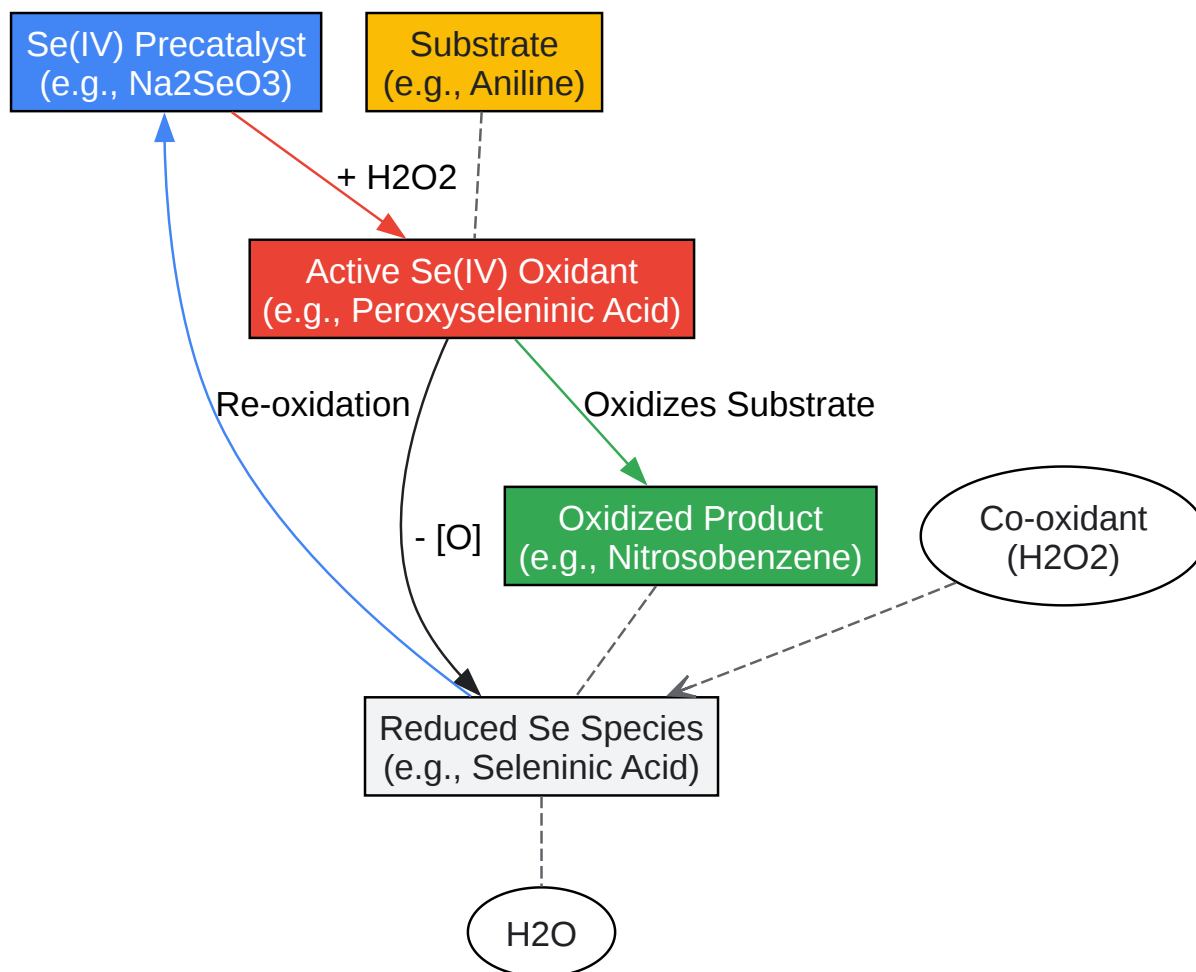 Se(IV) Precatalyst
(e.g., Na2SeO3)
Substrate
(e.g., Aniline)
+ H2O2
Active Se(IV) Oxidant
(e.g., Peroxyseleninic Acid)
Re-oxidation
Oxidizes Substrate
- [O]
Oxidized Product
(e.g., Nitrosobenzene)
Co-oxidant
(H2O2)
Reduced Se Species
(e.g., Seleninic Acid)
H2O